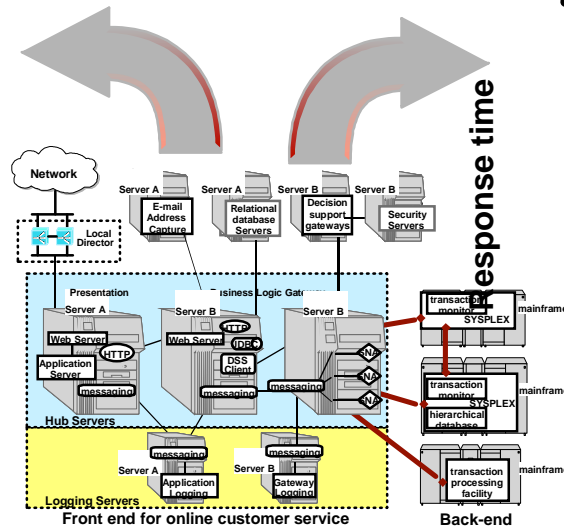 Response time
Network
Local
Director
Server A
E-mail
Address
Capture
Server A
Relational
database
Servers
Server B
Decision
support
gateways
Server B
Security
Servers
Presentation
Business Logic Gateway
Server A
Web Server
HTTP
Application
Server
messaging
Server B
Web Server
HTTP
JDBC
DSS
Client
messaging
Server B
messaging
SNA
SNA
SNA
Hub Servers
messaging
Server A
Application
Logging
messaging
Server B
Gateway
Logging
Logging Servers
transaction
monitor
SYSPLEX
mainframe
transaction
monitor
SYSPLEX
hierarchical
database
mainframe
transaction
processing
facility
mainframe
Front end for online customer service
Back-end